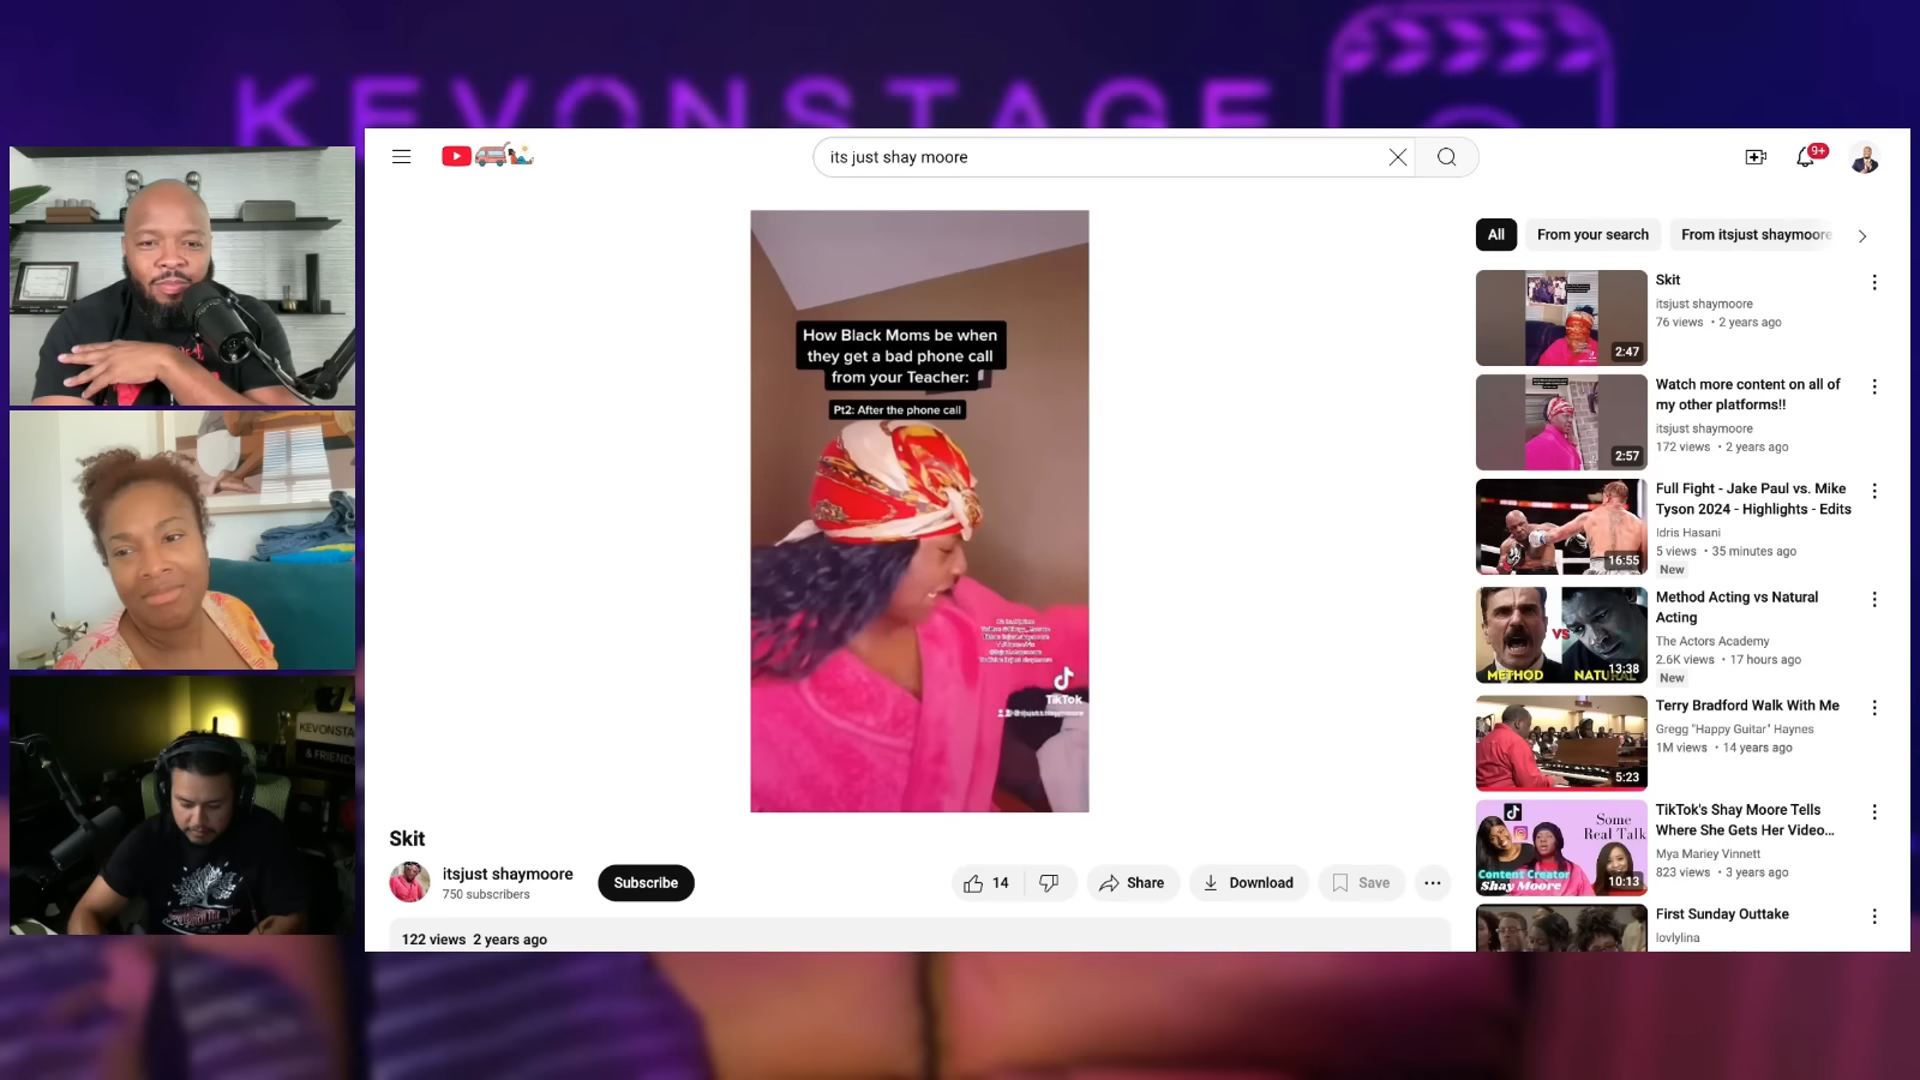 KEVONSTAGE
its just shay moore
9+
How Black Moms be when
they get a bad phone call
from your Teacher:
Pt2: After the phone call
TikTok
Skit
itsjust shaymoore
750 subscribers
Subscribe
14
Share
Download
Save
122 views 2 years ago
All
From your search
From itsjust shaymoore
Skit
itsjust shaymoore
76 views • 2 years ago
2:47
Watch more content on all of
my other platforms!!
itsjust shaymoore
172 views • 2 years ago
2:57
Full Fight - Jake Paul vs. Mike
Tyson 2024 - Highlights - Edits
Idris Hasani
5 views • 35 minutes ago
New
16:55
Method Acting vs Natural
Acting
The Actors Academy
2.6K views • 17 hours ago
New
VS
METHOD
NATURAL
13:38
Terry Bradford Walk With Me
Gregg "Happy Guitar" Haynes
1M views • 14 years ago
5:23
TikTok's Shay Moore Tells
Where She Gets Her Video...
Mya Mariey Vinnett
823 views • 3 years ago
Some
Real Talk
Content Creator
Shay Moore
10:13
First Sunday Outtake
lovlylina
KEVONSTA
& FRIEND